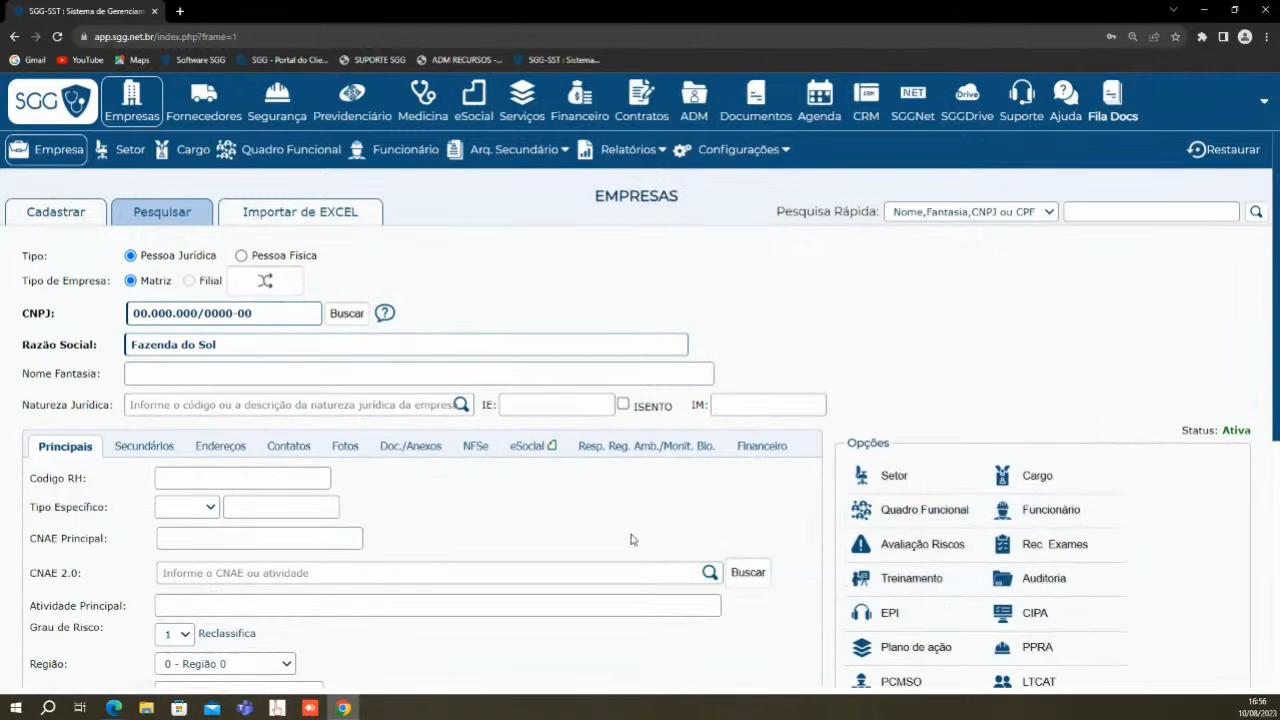 SGG-SST : Sistema de Gerenciam
app.sgg.net.br/index.php?frame=1
Gmail YouTube Maps Software SGG SGG - Portal do Clie... SUPORTE SGG ADM RECURSOS -... SGG-SST : Sistema...
SGG Empresas Fornecedores Segurança Previdenciário Medicina eSocial Serviços Financeiro Contratos ADM Documentos Agenda CRM CRM NET SGGNet Drive SGGDrive Suporte Ajuda Fila Docs
Empresa Setor Cargo Quadro Funcional Funcionário Arq. Secundário Relatórios Configurações Restaurar
EMPRESAS
Cadastrar Pesquisar Importar de EXCEL Pesquisa Rápida: Nome,Fantasia,CNPJ ou CPF
Tipo: Pessoa Jurídica Pessoa Física
Tipo de Empresa: Matriz Filial
CNPJ: 00.000.000/0000-00 Buscar
Razão Social: Fazenda do Sol
Nome Fantasia:
Natureza Jurídica: Informe o código ou a descrição da natureza jurídica da empresa IE: ISENTO IM:
Status: Ativa
Principais Secundários Endereços Contatos Fotos Doc./Anexos NFSe eSocial Resp. Reg. Amb./Monit. Bio. Financeiro
Opções
Codigo RH:
Setor Cargo
Tipo Específico:
Quadro Funcional Funcionário
CNAE Principal:
Avaliação Riscos Rec. Exames
CNAE 2.0: Informe o CNAE ou atividade Buscar
Treinamento Auditoria
Atividade Principal:
EPI CIPA
Grau de Risco: 1 Reclassifica
Plano de ação PPRA
Região: 0 - Região 0
PCMSO LTCAT
16:56
10/08/2023